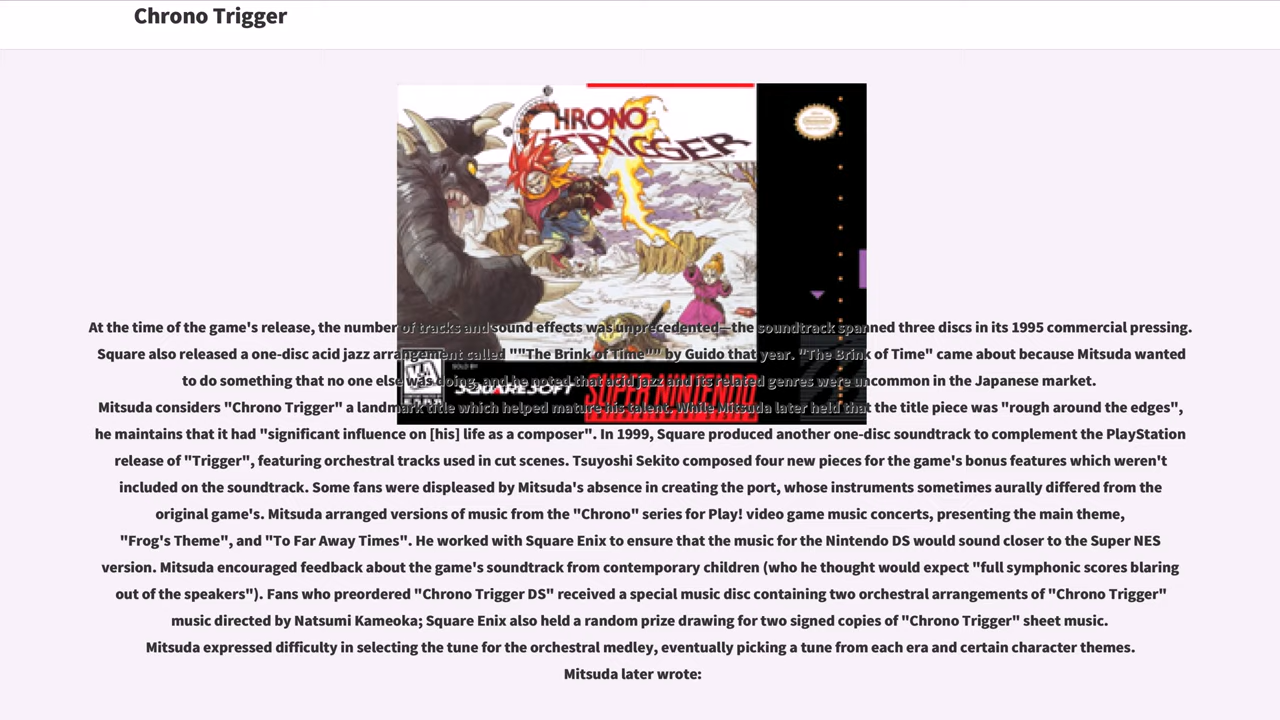 Chrono Trigger
CHRONO
TRIGGER
At the time of the game's release, the number of tracks and sound effects was unprecedented—the soundtrack spanned three discs in its 1995 commercial pressing.
Square also released a one-disc acid jazz arrangement called ""The Brink of Time"" by Guido that year. "The Brink of Time" came about because Mitsuda wanted
to do something that no one else was doing, and he noted that acid jazz and its related genres were uncommon in the Japanese market.
SQUARESOFT
SUPER NINTENDO
Mitsuda considers "Chrono Trigger" a landmark title which helped mature his talent. While Mitsuda later held that the title piece was "rough around the edges",
he maintains that it had "significant influence on [his] life as a composer". In 1999, Square produced another one-disc soundtrack to complement the PlayStation
release of "Trigger", featuring orchestral tracks used in cut scenes. Tsuyoshi Sekito composed four new pieces for the game's bonus features which weren't
included on the soundtrack. Some fans were displeased by Mitsuda's absence in creating the port, whose instruments sometimes aurally differed from the
original game's. Mitsuda arranged versions of music from the "Chrono" series for Play! video game music concerts, presenting the main theme,
"Frog's Theme", and "To Far Away Times". He worked with Square Enix to ensure that the music for the Nintendo DS would sound closer to the Super NES
version. Mitsuda encouraged feedback about the game's soundtrack from contemporary children (who he thought would expect "full symphonic scores blaring
out of the speakers"). Fans who preordered "Chrono Trigger DS" received a special music disc containing two orchestral arrangements of "Chrono Trigger"
music directed by Natsumi Kameoka; Square Enix also held a random prize drawing for two signed copies of "Chrono Trigger" sheet music.
Mitsuda expressed difficulty in selecting the tune for the orchestral medley, eventually picking a tune from each era and certain character themes.
Mitsuda later wrote: